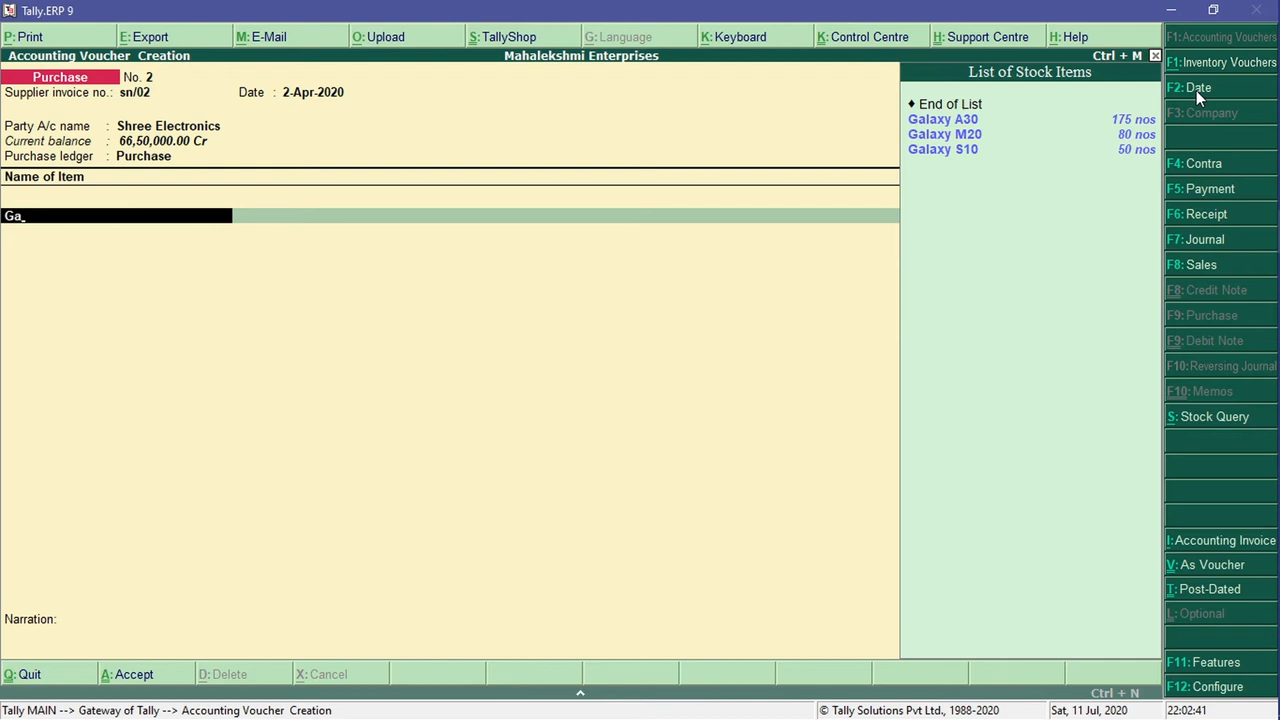 Tally.ERP 9
P: Print E: Export M: E-Mail O: Upload S: TallyShop G: Language K: Keyboard K: Control Centre H: Support Centre H: Help
Accounting Voucher Creation Mahalekshmi Enterprises Ctrl + M
Purchase No. 2
Supplier invoice no.: sn/02 Date : 2-Apr-2020
Party A/c name : Shree Electronics
Current balance : 66,50,000.00 Cr
Purchase ledger : Purchase
Name of Item
Ga_
Narration:
List of Stock Items
♦ End of List
Galaxy A30 175 nos
Galaxy M20 80 nos
Galaxy S10 50 nos
F1: Accounting Vouchers
F1: Inventory Vouchers
F2: Date
F3: Company
F4: Contra
F5: Payment
F6: Receipt
F7: Journal
F8: Sales
F8: Credit Note
F9: Purchase
F9: Debit Note
F10: Reversing Journal
F10: Memos
S: Stock Query
I: Accounting Invoice
V: As Voucher
T: Post-Dated
L: Optional
F11: Features
F12: Configure
Q: Quit A: Accept D: Delete X: Cancel
Ctrl + N
Tally MAIN --> Gateway of Tally --> Accounting Voucher Creation © Tally Solutions Pvt Ltd., 1988-2020 Sat, 11 Jul, 2020 22:02:41